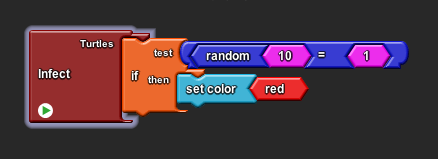 Turtles
Infect
if
test
random 10 = 1
then
set color red